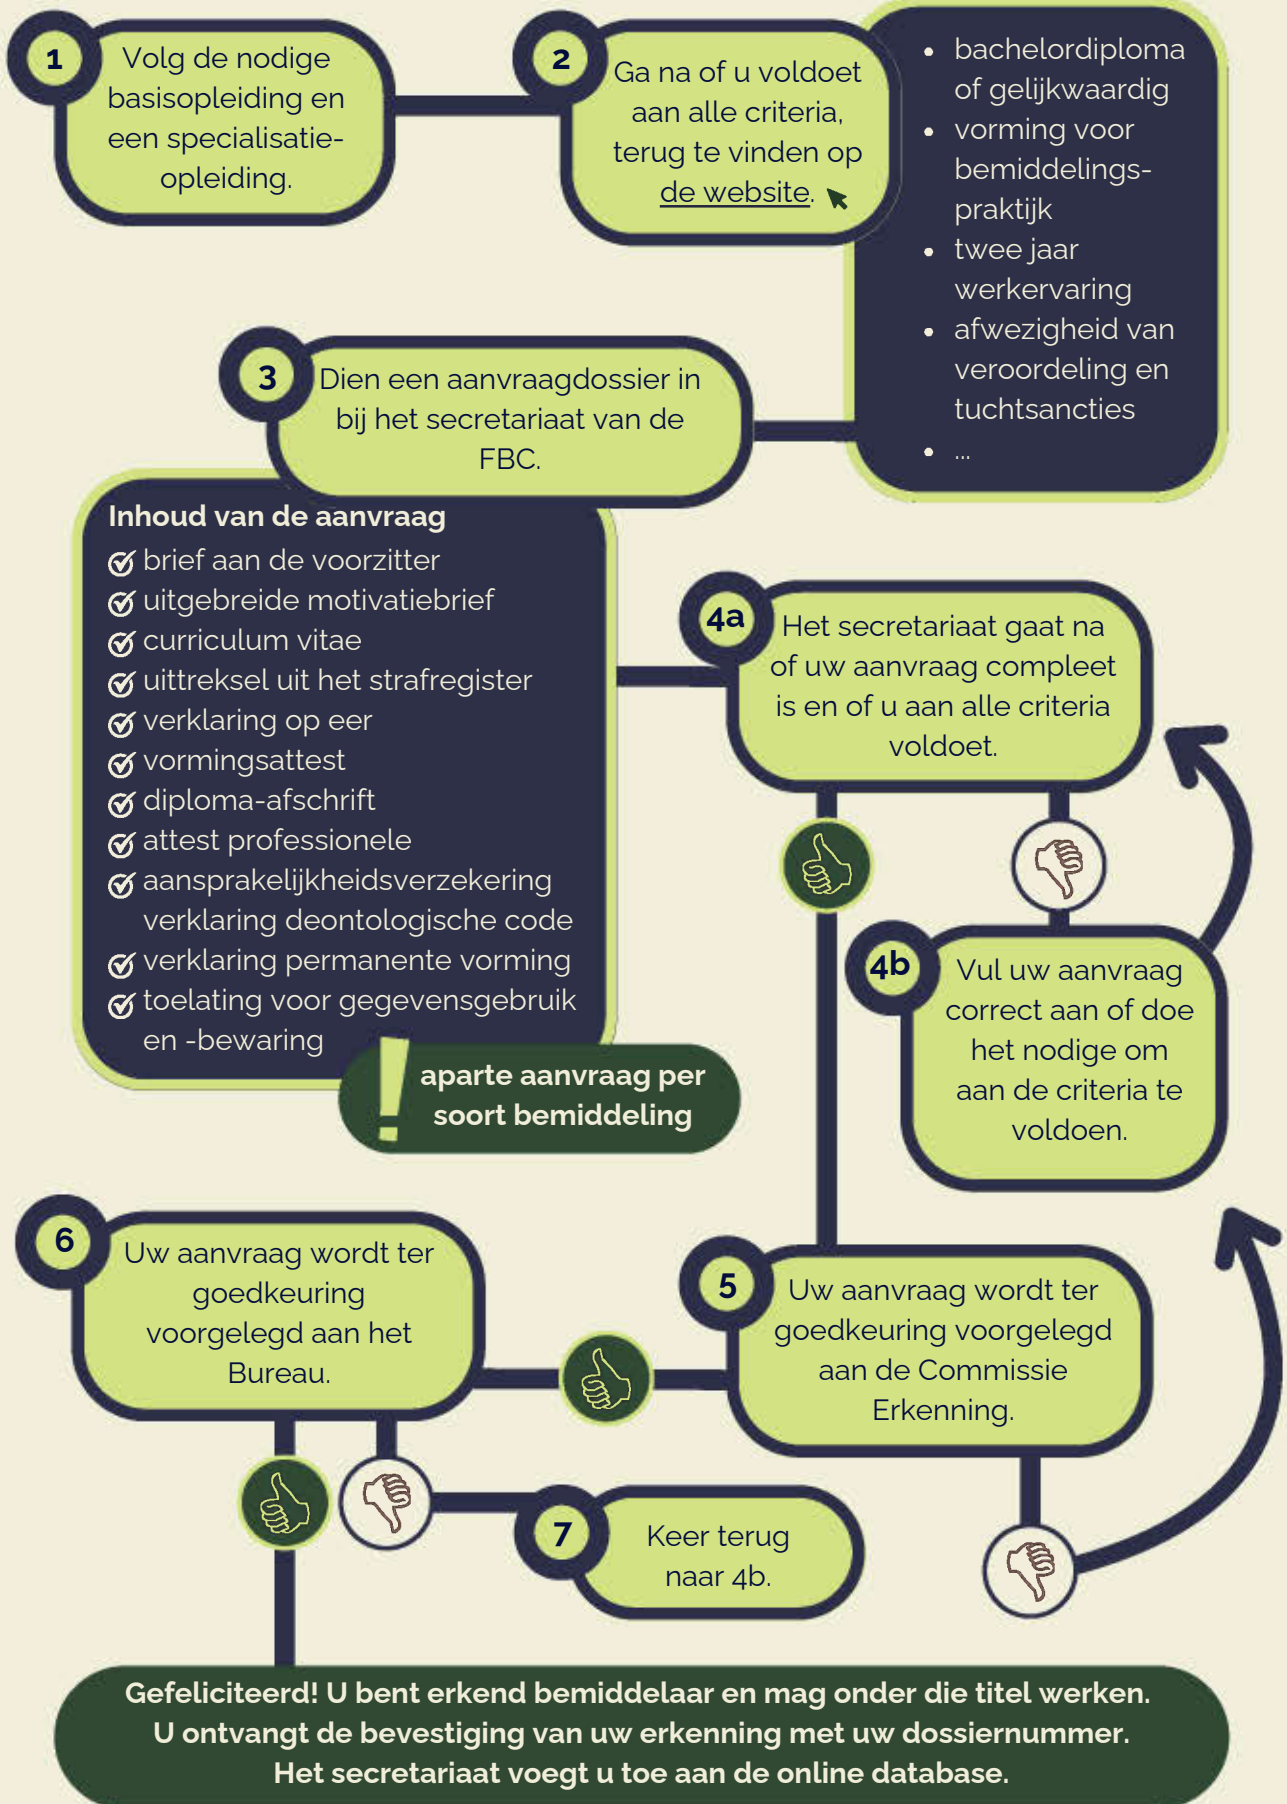 1
Volg de nodige
basisopleiding en
een specialisatie-
opleiding.
2
Ga na of u voldoet
aan alle criteria,
terug te vinden op
de website.
• bachelordiploma
of gelijkwaardig
• vorming voor
bemiddelings-
praktijk
• twee jaar
werkervaring
• afwezigheid van
veroordeling en
tuchtsancties
• ...
3
Dien een aanvraagdossier in
bij het secretariaat van de
FBC.
Inhoud van de aanvraag
brief aan de voorzitter
uitgebreide motivatiebrief
curriculum vitae
uittreksel uit het strafregister
verklaring op eer
vormingsattest
diploma-afschrift
attest professionele
aansprakelijkheidsverzekering
verklaring deontologische code
verklaring permanente vorming
toelating voor gegevensgebruik
en -bewaring
! aparte aanvraag per
soort bemiddeling
4a
Het secretariaat gaat na
of uw aanvraag compleet
is en of u aan alle criteria
voldoet.
4b
Vul uw aanvraag
correct aan of doe
het nodige om
aan de criteria te
voldoen.
5
Uw aanvraag wordt ter
goedkeuring voorgelegd
aan de Commissie
Erkenning.
6
Uw aanvraag wordt ter
goedkeuring
voorgelegd aan het
Bureau.
7
Keer terug
naar 4b.
Gefeliciteerd! U bent erkend bemiddelaar en mag onder die titel werken.
U ontvangt de bevestiging van uw erkenning met uw dossiernummer.
Het secretariaat voegt u toe aan de online database.